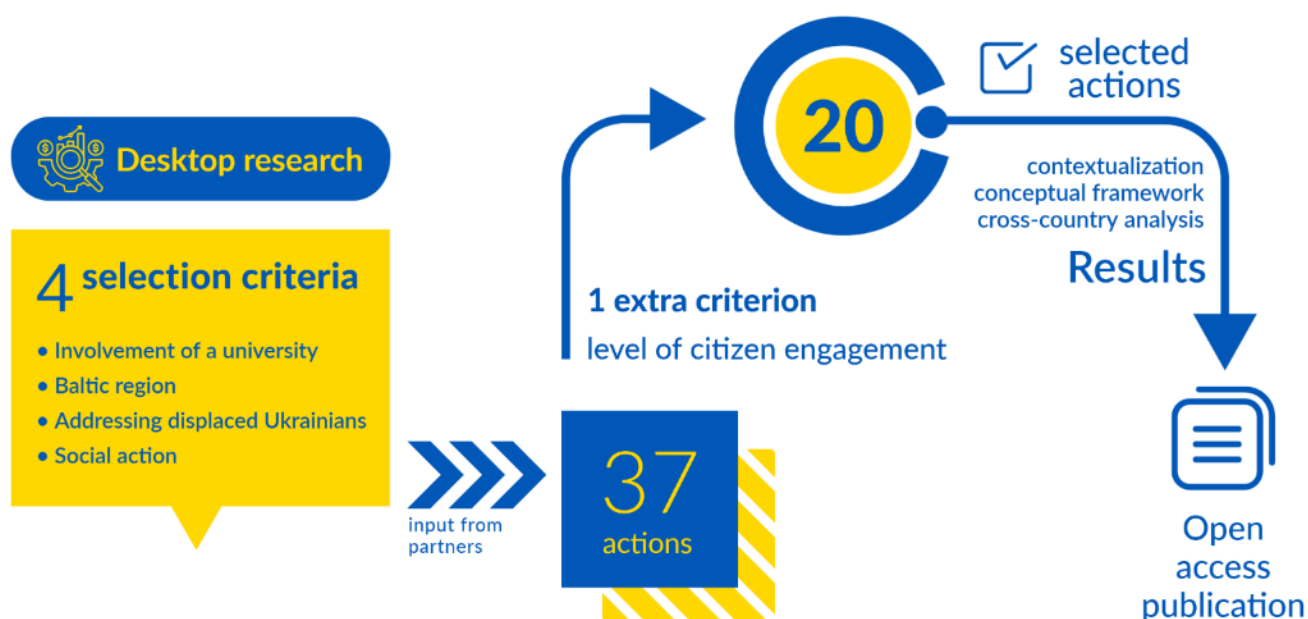 Desktop research
4 selection criteria
• Involvement of a university
• Baltic region
• Addressing displaced Ukrainians
• Social action
input from
partners
37
actions
1 extra criterion
level of citizen engagement
20
selected
actions
contextualization
conceptual framework
cross-country analysis
Results
Open
access
publication